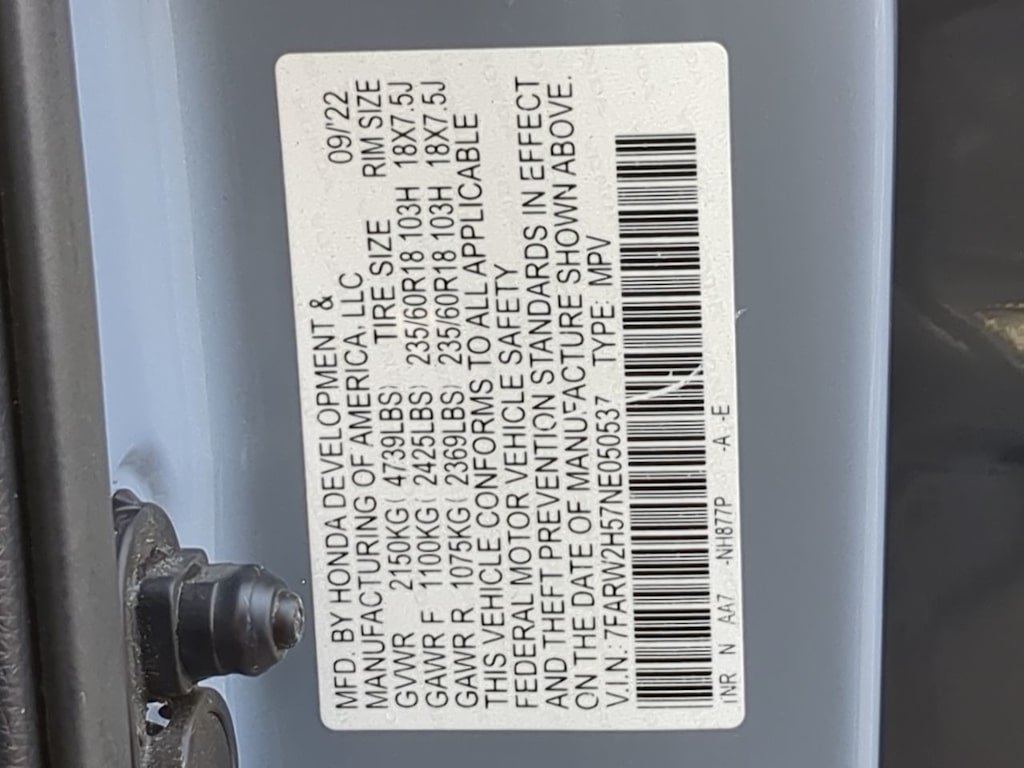 MFD. BY HONDA DEVELOPMENT &
MANUFACTURING OF AMERICA, LLC 09/'22
TIRE SIZE RIM SIZE
GVWR 2150KG( 4739LBS)
GAWR F 1100KG( 2425LBS) 235/60R18 103H 18X7.5J
GAWR R 1075KG( 2369LBS) 235/60R18 103H 18X7.5J
THIS VEHICLE CONFORMS TO ALL APPLICABLE
FEDERAL MOTOR VEHICLE SAFETY
AND THEFT PREVENTION STANDARDS IN EFFECT
ON THE DATE OF MANUFACTURE SHOWN ABOVE.
V.I.N.: 7FARW2H57NE050537 TYPE: MPV
INR N AA7 -NH877P -A -E